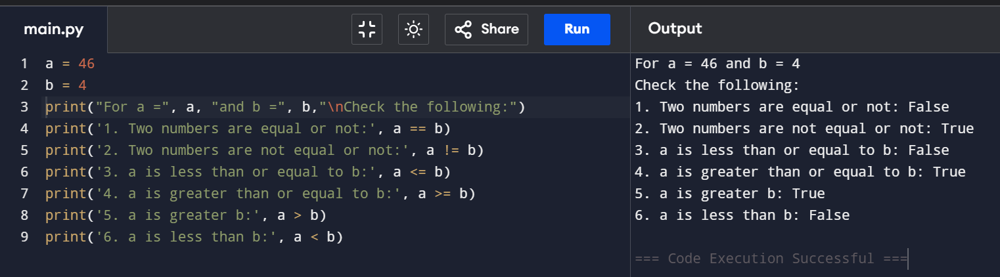 main.py
Share
Run
Output
1 a = 46
2 b = 4
3 print("For a =", a, "and b =", b,"\nCheck the following:")
4 print('1. Two numbers are equal or not:', a == b)
5 print('2. Two numbers are not equal or not:', a != b)
6 print('3. a is less than or equal to b:', a <= b)
7 print('4. a is greater than or equal to b:', a >= b)
8 print('5. a is greater b:', a > b)
9 print('6. a is less than b:', a < b)
For a = 46 and b = 4
Check the following:
1. Two numbers are equal or not: False
2. Two numbers are not equal or not: True
3. a is less than or equal to b: False
4. a is greater than or equal to b: True
5. a is greater b: True
6. a is less than b: False
=== Code Execution Successful ===